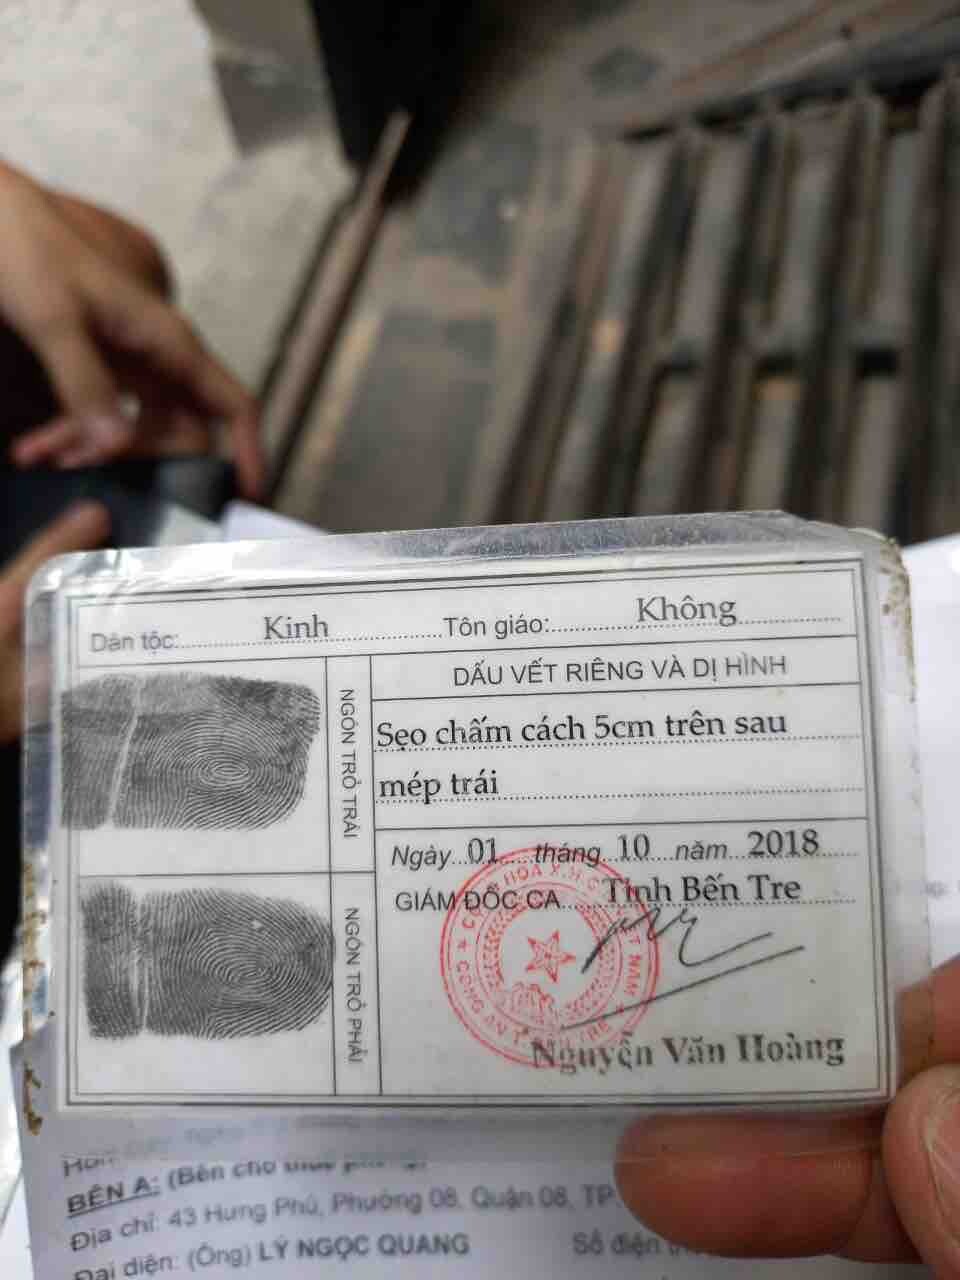 Dân tộc: Kinh Tôn giáo: Không
NGÓN TRỎ TRÁI
DẤU VẾT RIÊNG VÀ DỊ HÌNH
Sẹo chấm cách 5cm trên sau
mép trái
NGÓN TRỎ PHẢI
Ngày 01 tháng 10 năm 2018
GIÁM ĐỐC CA Tỉnh Bến Tre
Nguyễn Văn Hoàng
BÊN A: (Bên cho thuê
Địa chỉ: 43 Hưng Phú, Phường 08, Quận 08, TP
Đại diện: (Ông) LÝ NGỌC QUANG Số điện